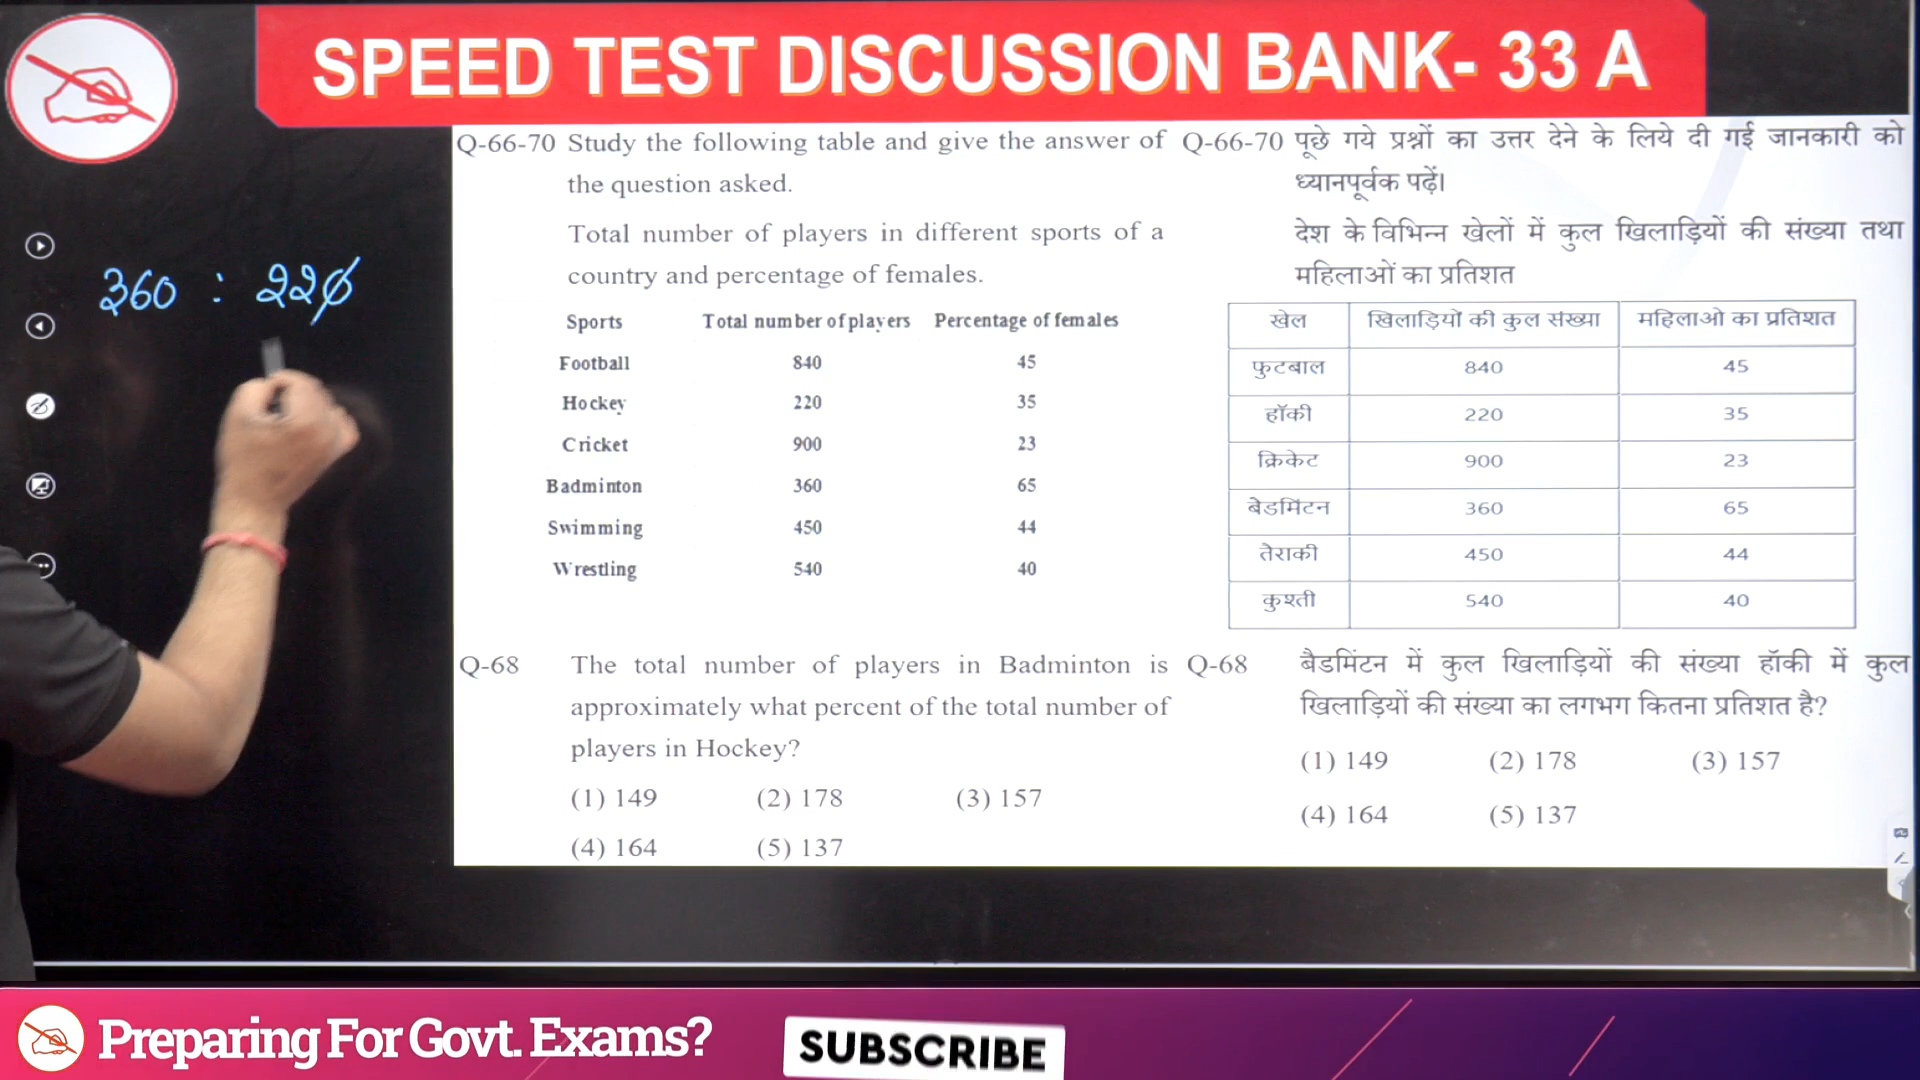 SPEED TEST DISCUSSION BANK- 33 A
Q-66-70 Study the following table and give the answer of
the question asked.
Total number of players in different sports of a
country and percentage of females.
Sports Total number of players Percentage of females
Football 840 45
Hockey 220 35
Cricket 900 23
Badminton 360 65
Swimming 450 44
Wrestling 540 40
Q-68 The total number of players in Badminton is
approximately what percent of the total number of
players in Hockey?
(1) 149 (2) 178 (3) 157
(4) 164 (5) 137
Q-66-70 पूछे गये प्रश्नों का उत्तर देने के लिये दी गई जानकारी को
ध्यानपूर्वक पढ़ें।
देश के विभिन्न खेलों में कुल खिलाड़ियों की संख्या तथा
महिलाओं का प्रतिशत
खेल खिलाड़ियों की कुल संख्या महिलाओ का प्रतिशत
फुटबाल 840 45
हॉकी 220 35
क्रिकेट 900 23
बेडमिंटन 360 65
तेराकी 450 44
कुश्ती 540 40
Q-68 बैडमिंटन में कुल खिलाड़ियों की संख्या हॉकी में कुल
खिलाड़ियों की संख्या का लगभग कितना प्रतिशत है?
(1) 149 (2) 178 (3) 157
(4) 164 (5) 137
360 : 220
Preparing For Govt. Exams?
SUBSCRIBE